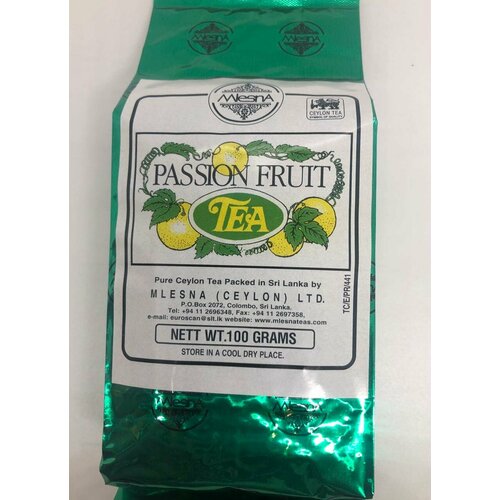 MlesnA
MlesnA
MlesnA
CEYLON TEA
PASSION FRUIT
TEA
Pure Ceylon Tea Packed in Sri Lanka by
MLESNA (CEYLON) LTD.
P.O.Box 2072, Colombo, Sri Lanka.
Tel: +94 11 2696348, Fax: +94 11 2697358,
e-mail: euroscan@slt.lk website: www.mlesnateas.com
NETT WT.100 GRAMS
STORE IN A COOL DRY PLACE.
TC/E/PR/441